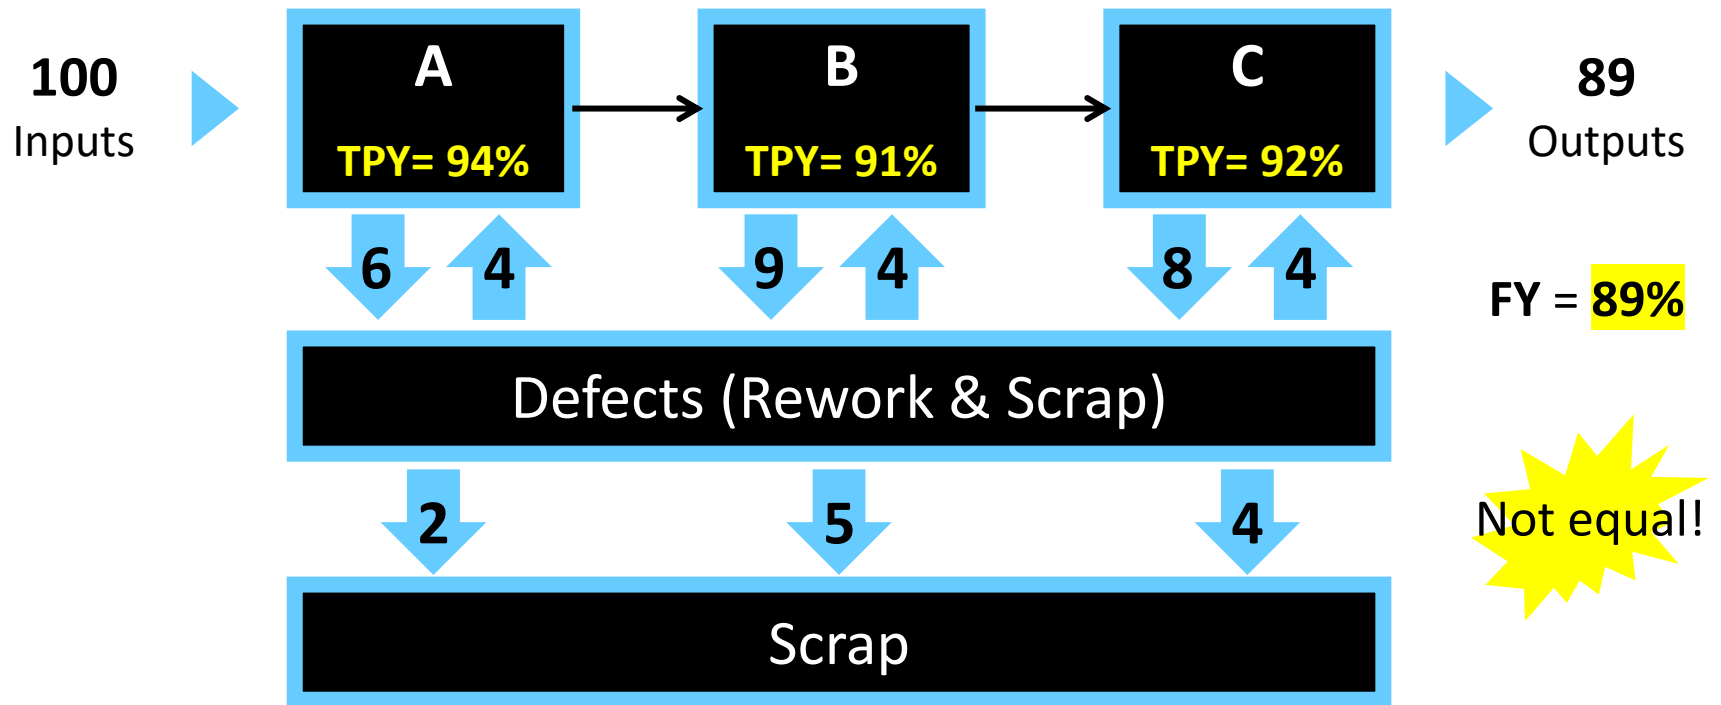 100
Inputs
A
TPY= 94%
B
TPY= 91%
C
TPY= 92%
89
Outputs
6
4
9
4
8
4
FY = 89%
Defects (Rework & Scrap)
2
5
4
Not equal!
Scrap